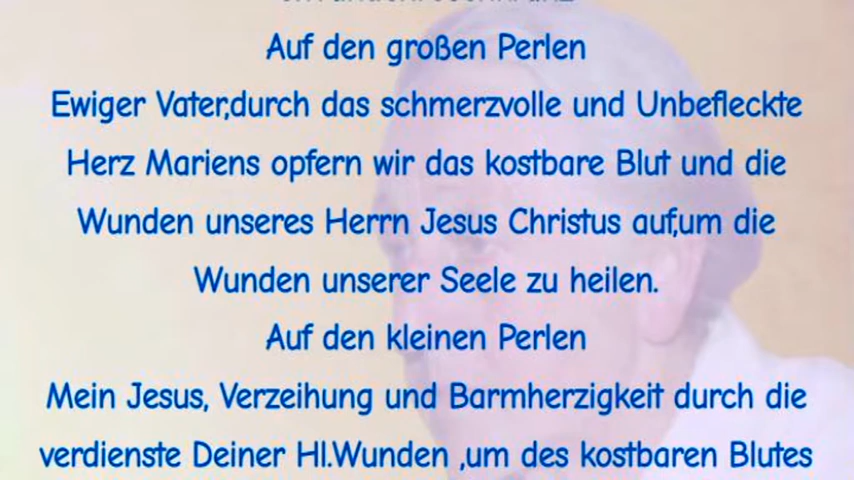 Auf den großen Perlen
Ewiger Vater,durch das schmerzvolle und Unbefleckte
Herz Mariens opfern wir das kostbare Blut und die
Wunden unseres Herrn Jesus Christus auf,um die
Wunden unserer Seele zu heilen.
Auf den kleinen Perlen
Mein Jesus, Verzeihung und Barmherzigkeit durch die
verdienste Deiner Hl.Wunden ,um des kostbaren Blutes